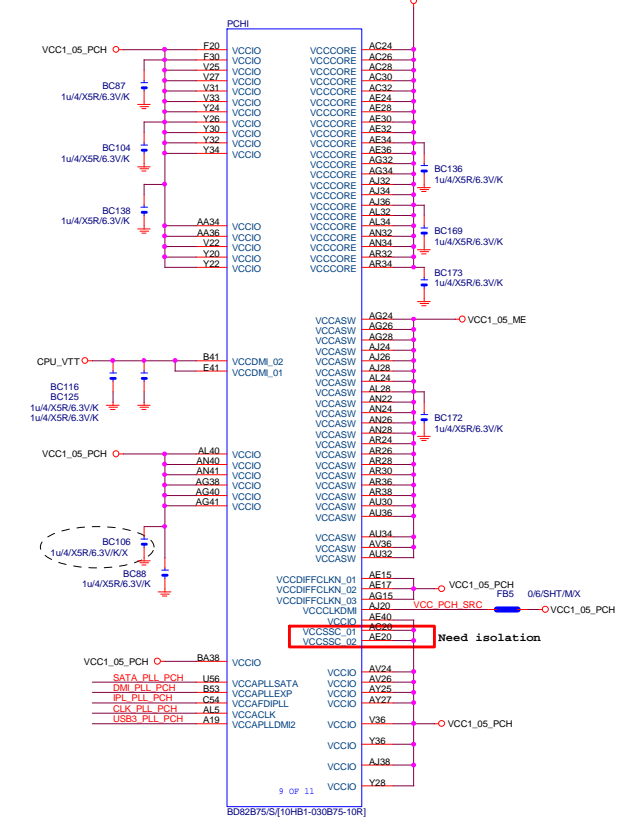 PCHI
VCC1_05_PCH
F20 VCCIO
F30 VCCIO
V25 VCCIO
V27 VCCIO
V31 VCCIO
V33 VCCIO
Y24 VCCIO
Y26 VCCIO
Y30 VCCIO
Y32 VCCIO
Y34 VCCIO
BC87
1u/4/X5R/6.3V/K
BC104
1u/4/X5R/6.3V/K
BC138
1u/4/X5R/6.3V/K
AA34 VCCIO
AA36 VCCIO
V22 VCCIO
Y20 VCCIO
Y22 VCCIO
CPU_VTT
B41 VCCDMI_02
E41 VCCDMI_01
BC116
BC125
1u/4/X5R/6.3V/K
1u/4/X5R/6.3V/K
VCC1_05_PCH
AL40 VCCIO
AN40 VCCIO
AN41 VCCIO
AG38 VCCIO
AG40 VCCIO
AG41 VCCIO
BC106
1u/4/X5R/6.3V/K/X
BC88
1u/4/X5R/6.3V/K
VCC1_05_PCH
BA38 VCCIO
SATA_PLL_PCH U56 VCCAPLLSATA
DMI_PLL_PCH B53 VCCAPLLEXP
IPL_PLL_PCH C54 VCCAFDIPLL
CLK_PLL_PCH AL5 VCCACLK
USB3_PLL_PCH A19 VCCAPLLDMI2
VCCCORE AC24
VCCCORE AC26
VCCCORE AC28
VCCCORE AC30
VCCCORE AC32
VCCCORE AE24
VCCCORE AE28
VCCCORE AE30
VCCCORE AE32
VCCCORE AE34
VCCCORE AE36
VCCCORE AG32
VCCCORE AG34
VCCCORE AJ32
VCCCORE AJ34
VCCCORE AJ36
VCCCORE AL32
VCCCORE AL34
VCCCORE AN32
VCCCORE AN34
VCCCORE AR32
VCCCORE AR34
BC136
1u/4/X5R/6.3V/K
BC169
1u/4/X5R/6.3V/K
BC173
1u/4/X5R/6.3V/K
VCCASW AG24
VCCASW AG26
VCCASW AG28
VCCASW AJ24
VCCASW AJ26
VCCASW AJ28
VCCASW AL24
VCCASW AL28
VCCASW AN22
VCCASW AN24
VCCASW AN26
VCCASW AN28
VCCASW AR24
VCCASW AR26
VCCASW AR28
VCCASW AR30
VCCASW AR36
VCCASW AR38
VCCASW AU30
VCCASW AU36
VCC1_05_ME
BC172
1u/4/X5R/6.3V/K
VCCASW AU34
VCCASW AV36
VCCASW AU32
VCCDIFFCLKN_01 AE15
VCCDIFFCLKN_02 AE17
VCCDIFFCLKN_03 AG15
VCC1_05_PCH
VCCCLKDMI AJ20 VCC_PCH_SRC
FB5 0/6/SHT/M/X
VCC1_05_PCH
VCCIO AE40
VCCSSC_01 AC20
VCCSSC_02 AE20
Need isolation
VCCIO AV24
VCCIO AV26
VCCIO AY25
VCCIO AY27
VCCIO V36
VCC1_05_PCH
VCCIO Y36
VCCIO AJ38
VCCIO Y28
9 OF 11
BD82B75/S/[10HB1-030B75-10R]